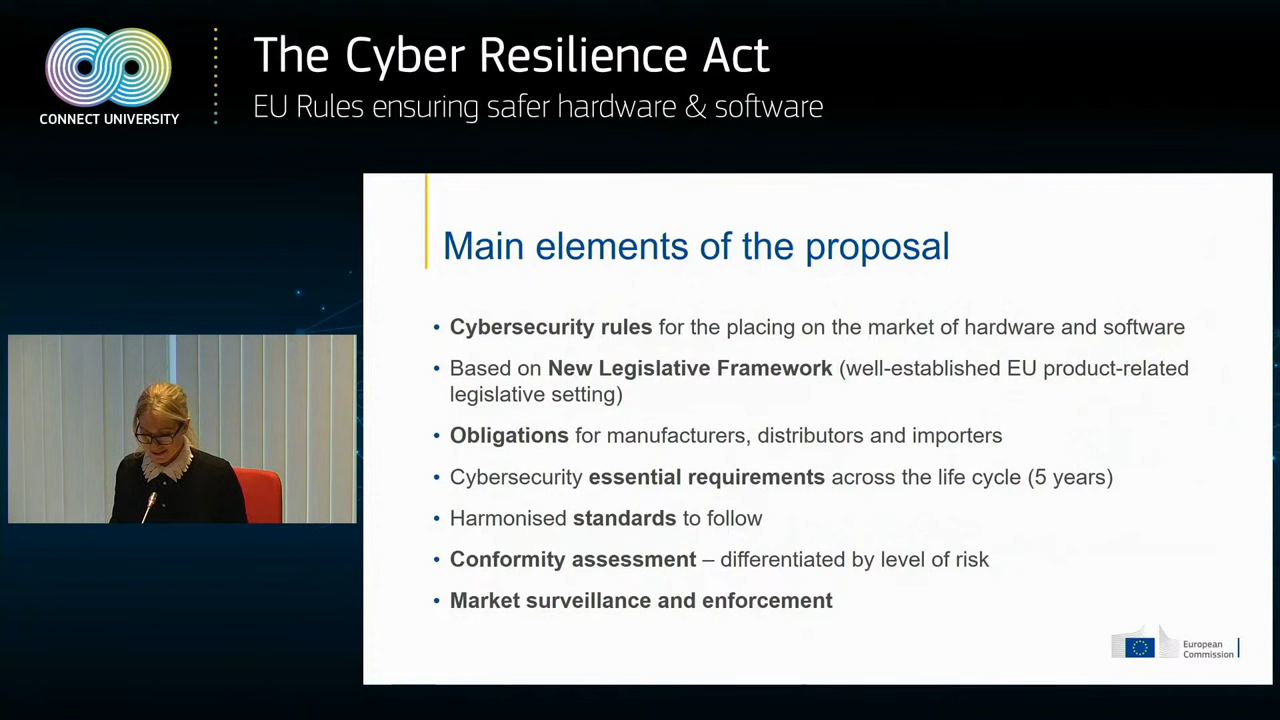 The Cyber Resilience Act
EU Rules ensuring safer hardware & software
CONNECT UNIVERSITY
Main elements of the proposal
• Cybersecurity rules for the placing on the market of hardware and software
• Based on New Legislative Framework (well-established EU product-related
legislative setting)
• Obligations for manufacturers, distributors and importers
• Cybersecurity essential requirements across the life cycle (5 years)
• Harmonised standards to follow
• Conformity assessment – differentiated by level of risk
• Market surveillance and enforcement
European
Commission